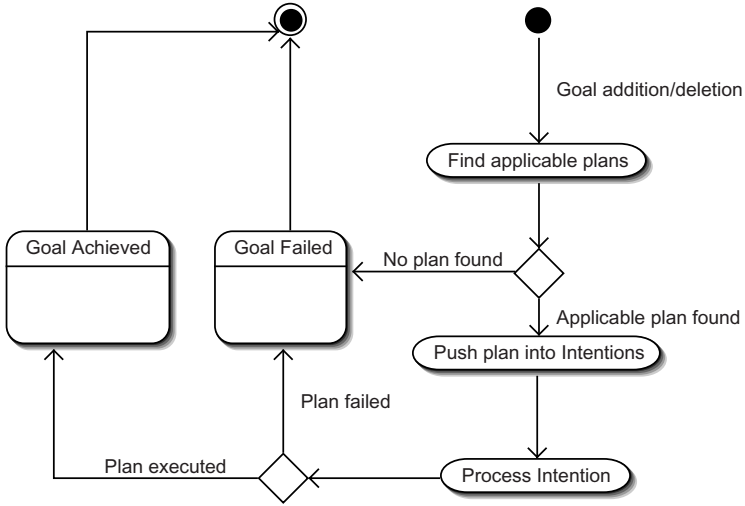 Goal addition/deletion
Find applicable plans
Goal Achieved
Goal Failed
No plan found
Applicable plan found
Push plan into Intentions
Plan failed
Plan executed
Process Intention